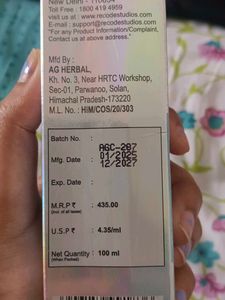 New Delhi - 110034
Toll Free : 1800 419 4959
visit us at : www.recodestudios.com
E-mail : support@recodestudios.com
*For any Product Information/Complaint,
Contact us at above address.
Mfd By :
AG HERBAL,
Kh. No. 3, Near HRTC Workshop,
Sec-01, Parwanoo, Solan,
Himachal Pradesh-173220
M.L. No. : HIM/COS/20/303
Batch No. AGC-287
Mfg. Date 01/2025
Exp. Date 12/2027
M.R.P ₹ 435.00
(Incl. of all taxes)
U.S.P ₹ 4.35/ml
Net Quantity : 100 ml
(When Packed)